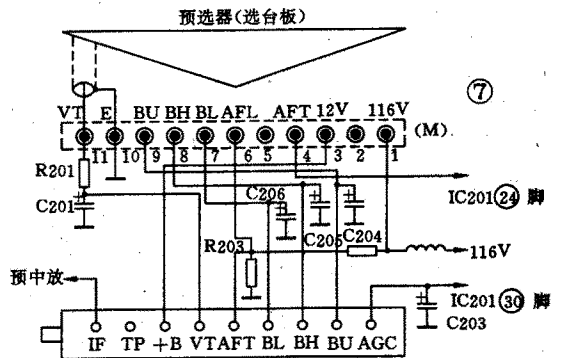 预选器(选台板)
⑦
VT E BU BH BL AFL AFT 12V 116V
(M)
11 10 9 8 7 6 5 4 3 2 1
R201
IC201㉔脚
C201
C206
C205
C204
R203
116V
预中放
IC201㉚脚
C203
IF TP +B VT AFT BL BH BU AGC